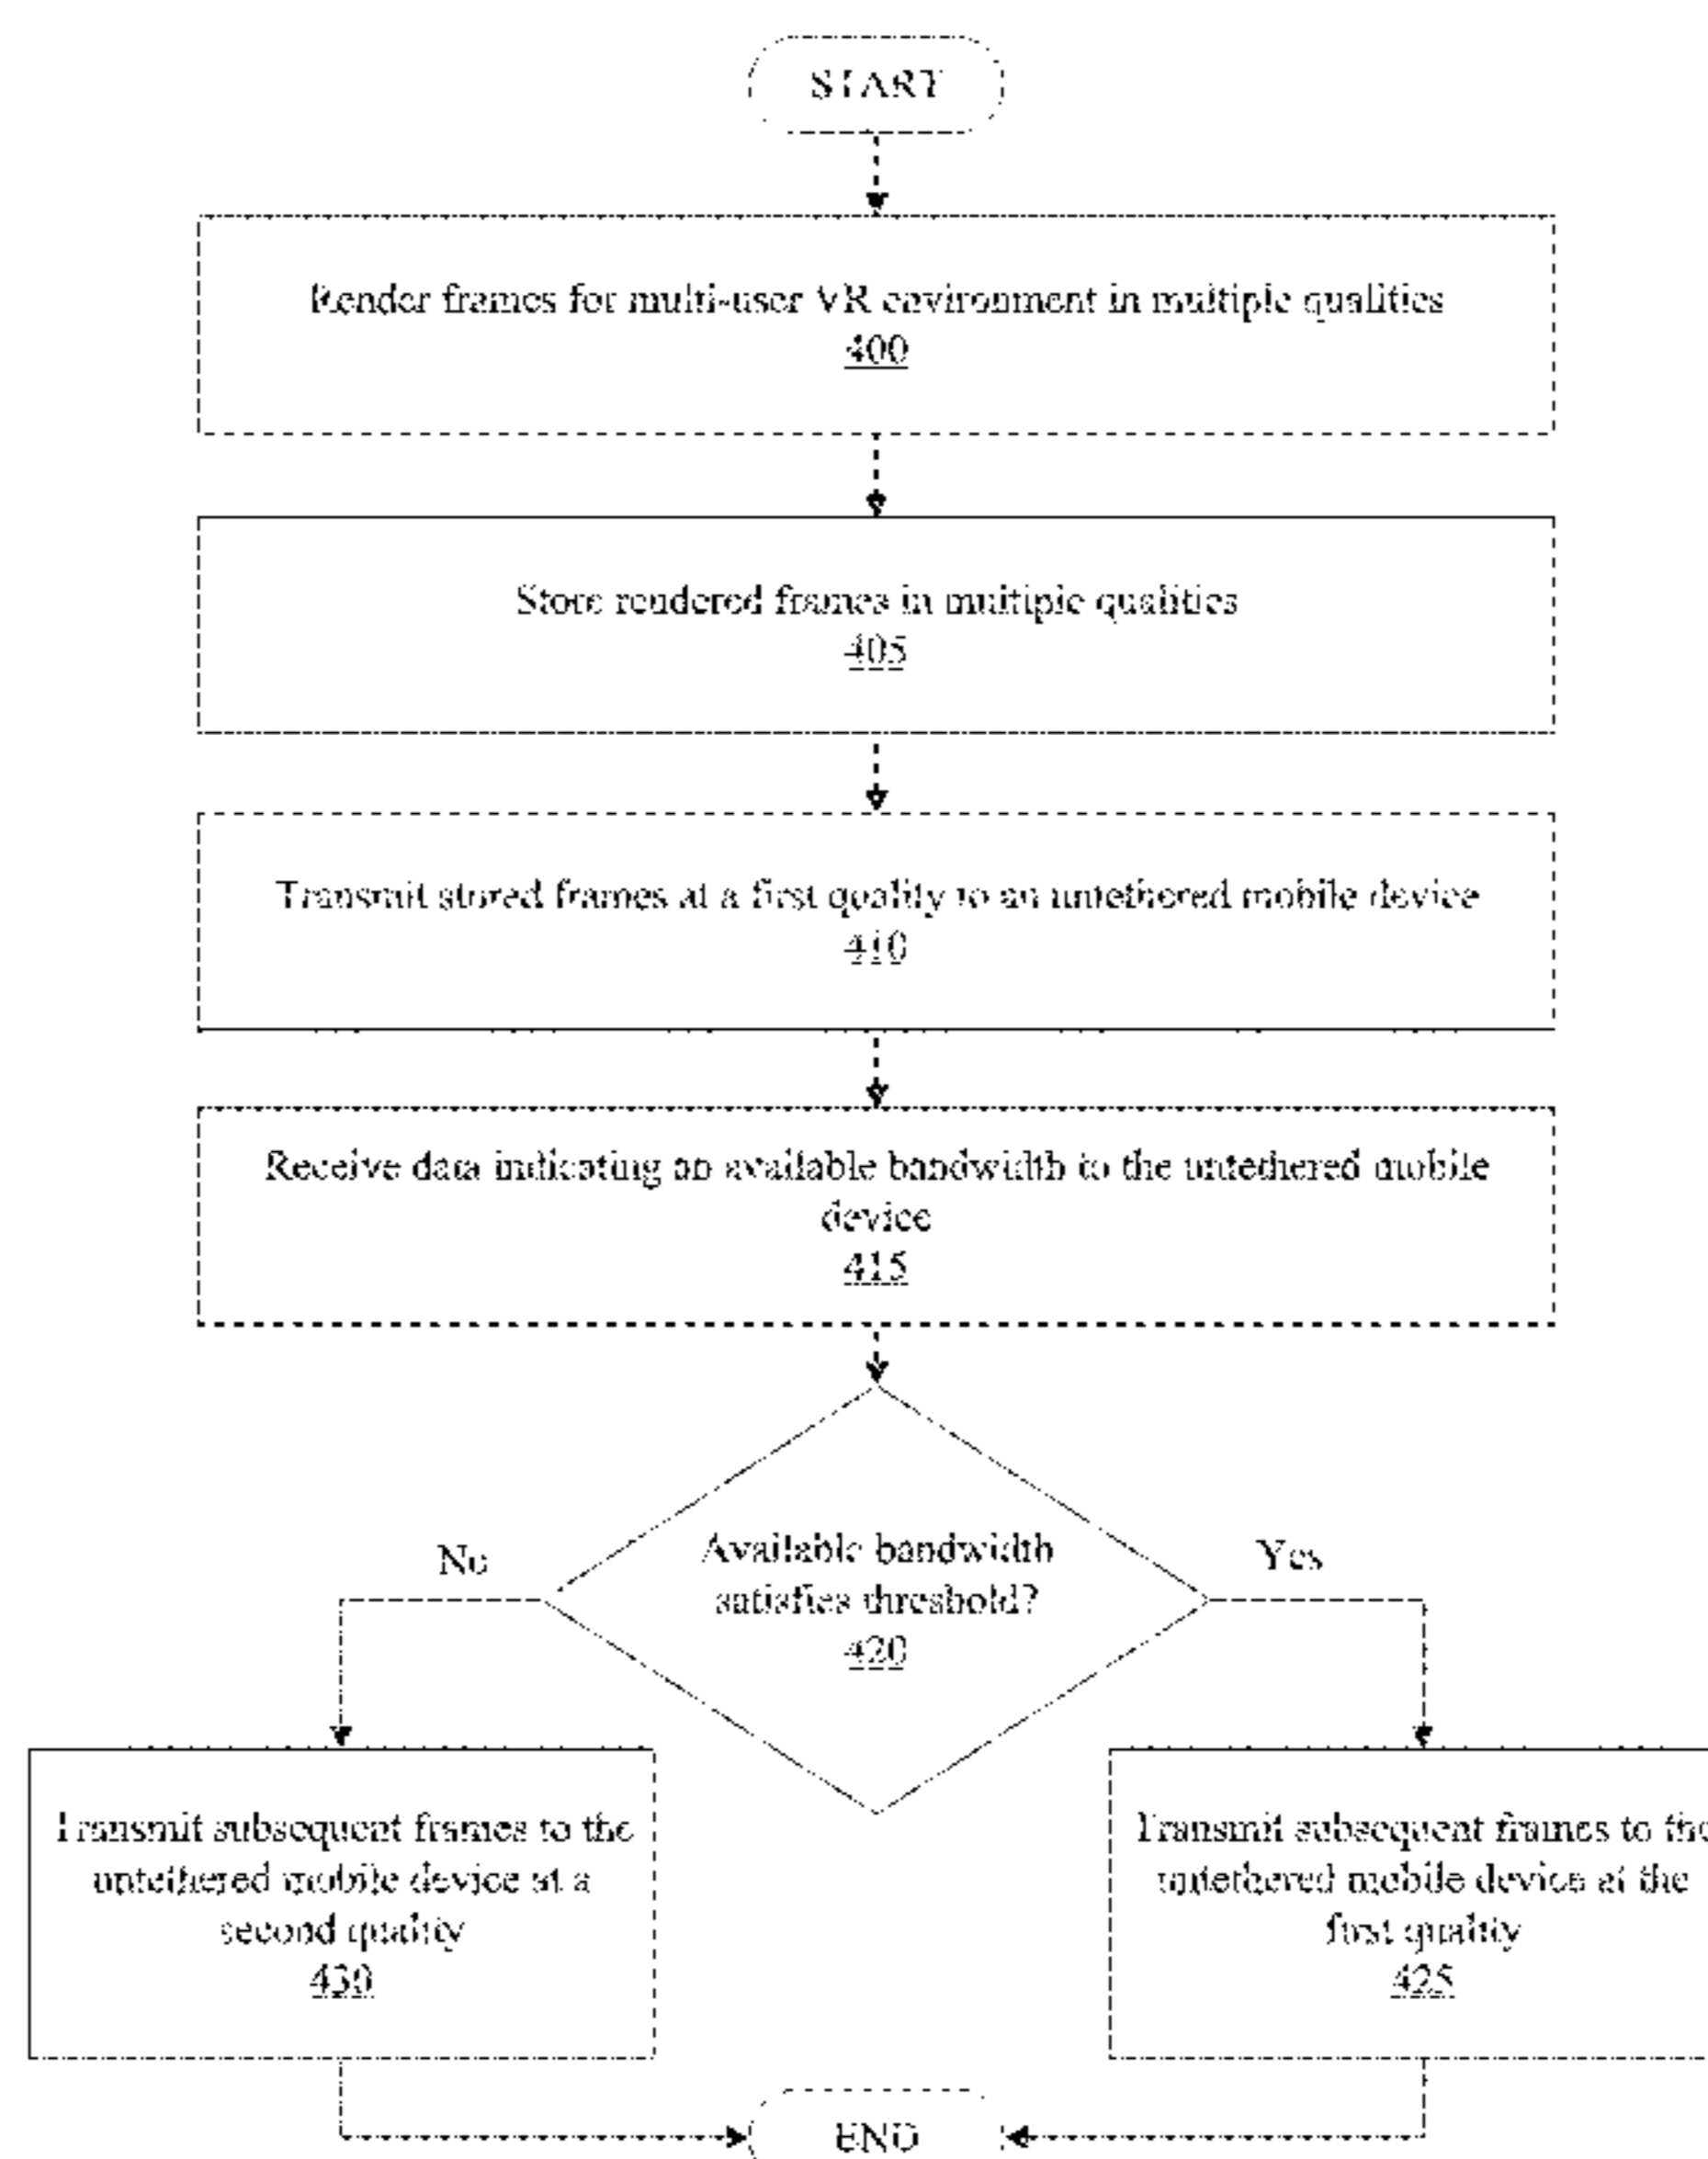 START
Render frames for multi-user VR environment in multiple qualities
400
Store rendered frames in multiple qualities
405
Transmit stored frames at a first quality to an untethered mobile device
410
Receive data indicating an available bandwidth to the untethered mobile
device
415
Available bandwidth
satisfies threshold?
420
No
Yes
Transmit subsequent frames to the
untethered mobile device at a
second quality
430
Transmit subsequent frames to the
untethered mobile device at the
first quality
425
END